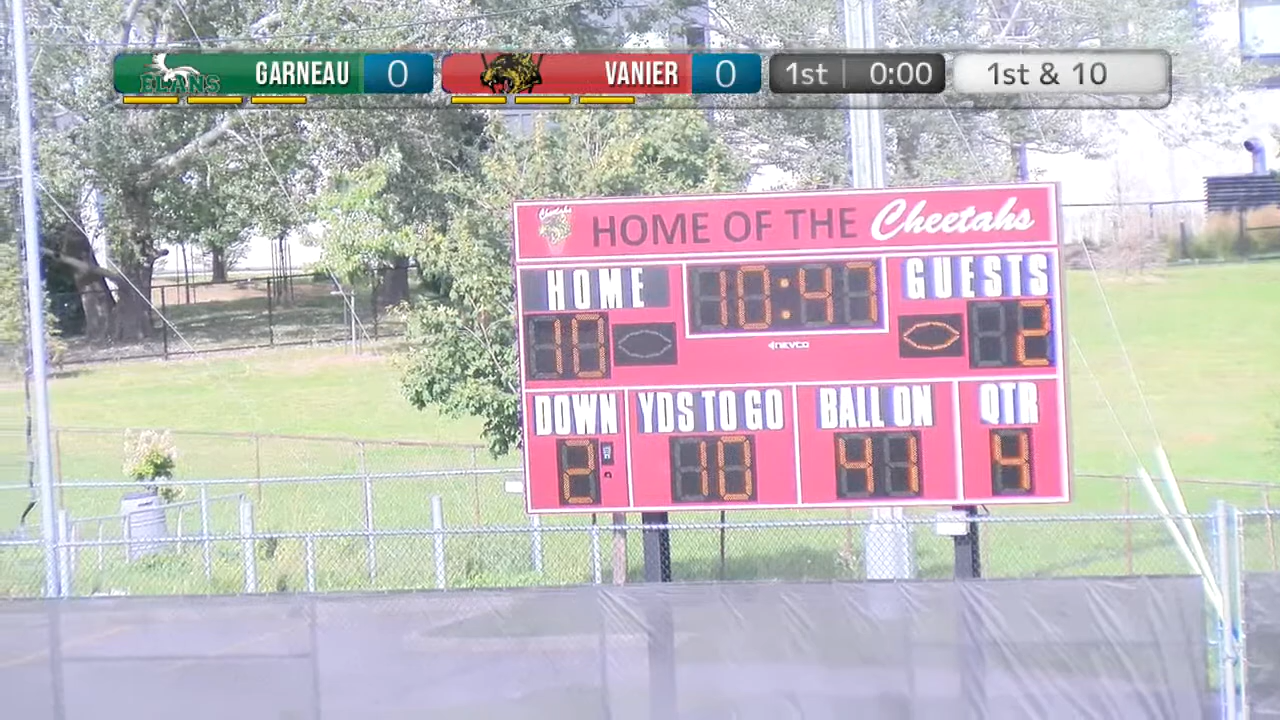 ELANS GARNEAU 0 VANIER 0 1st 0:00 1st & 10
Cheetahs HOME OF THE Cheetahs
HOME 10:47 GUESTS
10 2
NEVCO
DOWN YDS TO GO BALL ON QTR
2 10 41 4